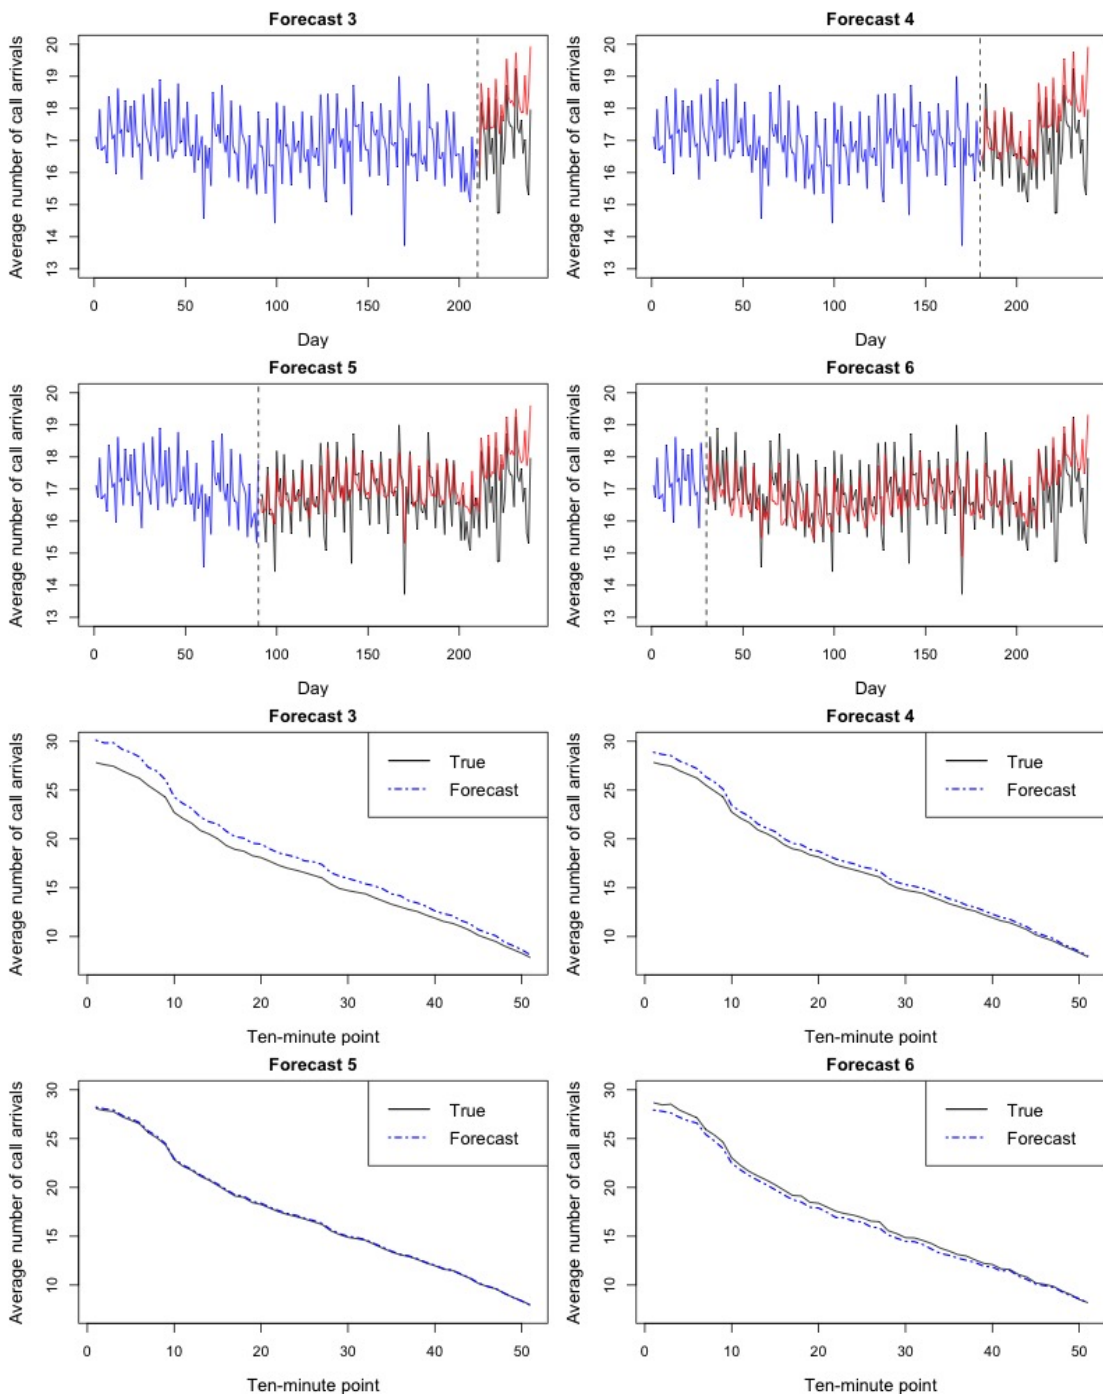 Forecast 3
Average number of call arrivals
20
19
18
17
16
15
14
13
0 50 100 150 200
Day
Forecast 4
Average number of call arrivals
20
19
18
17
16
15
14
13
0 50 100 150 200
Day
Forecast 5
Average number of call arrivals
20
19
18
17
16
15
14
13
0 50 100 150 200
Day
Forecast 6
Average number of call arrivals
20
19
18
17
16
15
14
13
0 50 100 150 200
Day
Forecast 3
Average number of call arrivals
30
25
20
15
10
True
Forecast
0 10 20 30 40 50
Ten-minute point
Forecast 4
Average number of call arrivals
30
25
20
15
10
True
Forecast
0 10 20 30 40 50
Ten-minute point
Forecast 5
Average number of call arrivals
30
25
20
15
10
True
Forecast
0 10 20 30 40 50
Ten-minute point
Forecast 6
Average number of call arrivals
30
25
20
15
10
True
Forecast
0 10 20 30 40 50
Ten-minute point